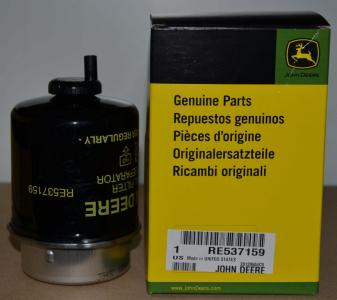 JOHN DEERE
Genuine Parts
Repuestos genuinos
Pièces d'origine
Originalersatzteile
Ricambi originali
1 RE537159
US Made in UNITED STATES
JOHN DEERE
www.JohnDeere.com
REGULARLY
DEERE
FILTER
SEPARATOR
RE537159